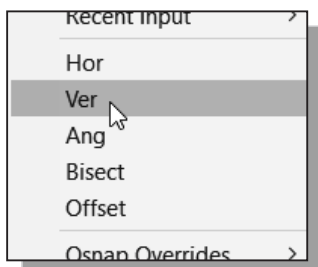 Recent Input
Hor
Ver
Ang
Bisect
Offset
Osnap Overrides